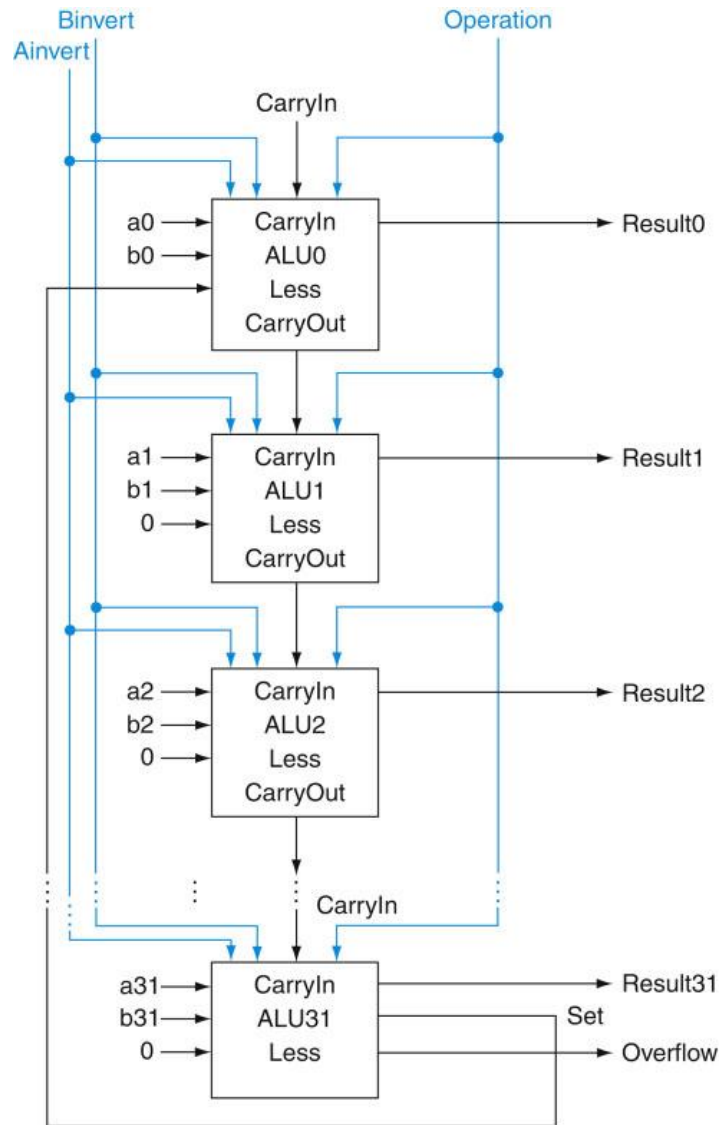 Binvert
Operation
Ainvert
CarryIn
a0
CarryIn
Result0
b0
ALU0
Less
CarryOut
a1
CarryIn
Result1
b1
ALU1
0
Less
CarryOut
a2
CarryIn
Result2
b2
ALU2
0
Less
CarryOut
CarryIn
a31
CarryIn
Result31
b31
ALU31
Set
0
Less
Overflow